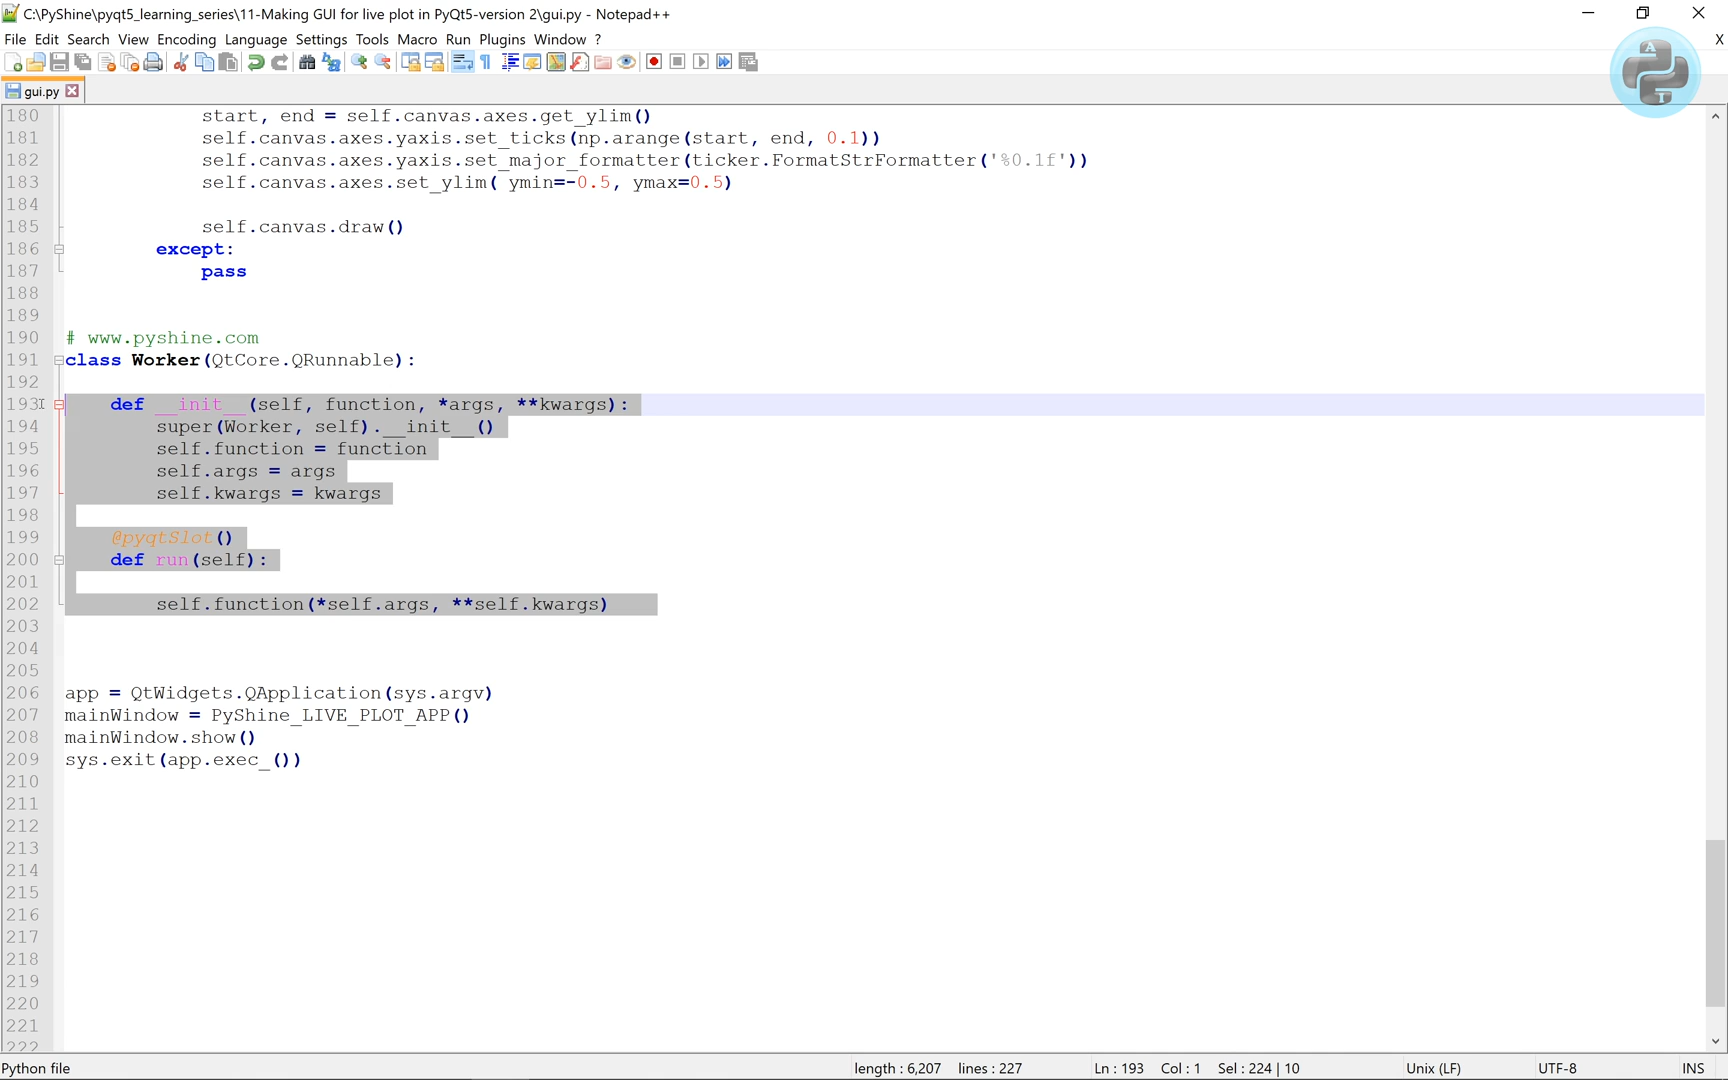 C:\PyShine\pyqt5_learning_series\11-Making GUI for live plot in PyQt5-version 2\gui.py - Notepad++
File Edit Search View Encoding Language Settings Tools Macro Run Plugins Window ? X
gui.py
180 start, end = self.canvas.axes.get_ylim()
181 self.canvas.axes.yaxis.set_ticks(np.arange(start, end, 0.1))
182 self.canvas.axes.yaxis.set_major_formatter(ticker.FormatStrFormatter('%0.1f'))
183 self.canvas.axes.set_ylim( ymin=-0.5, ymax=0.5)
184
185 self.canvas.draw()
186 except:
187 pass
188
189
190 # www.pyshine.com
191 class Worker(QtCore.QRunnable):
192
193 def __init__(self, function, *args, **kwargs):
194 super(Worker, self).__init__()
195 self.function = function
196 self.args = args
197 self.kwargs = kwargs
198
199 @pyqtSlot()
200 def run(self):
201
202 self.function(*self.args, **self.kwargs)
203
204
205
206 app = QtWidgets.QApplication(sys.argv)
207 mainWindow = PyShine_LIVE_PLOT_APP()
208 mainWindow.show()
209 sys.exit(app.exec_())
210
211
212
213
214
215
216
217
218
219
220
221
222
Python file length : 6,207 lines : 227 Ln : 193 Col : 1 Sel : 224 | 10 Unix (LF) UTF-8 INS